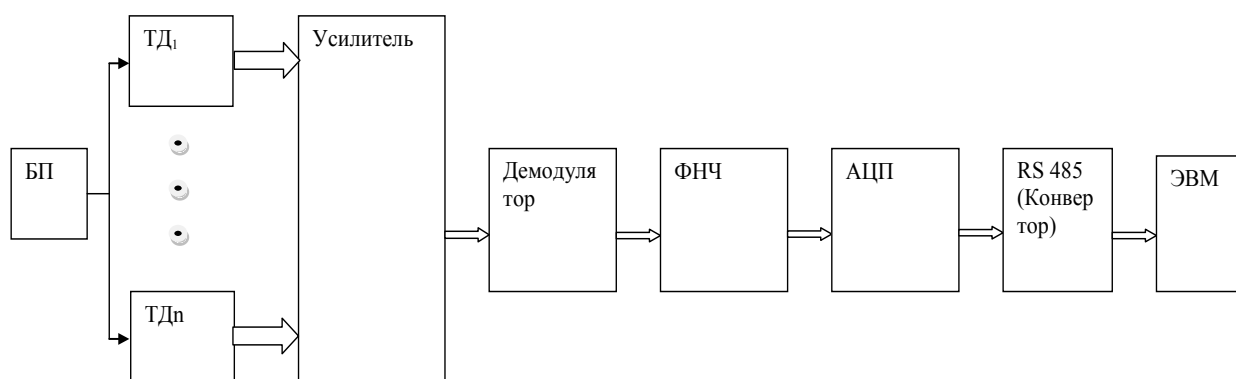 ТД₁
Усилитель
БП
Демодуля
тор
ФНЧ
АЦП
RS 485
(Конвер
тор)
ЭВМ
ТДn